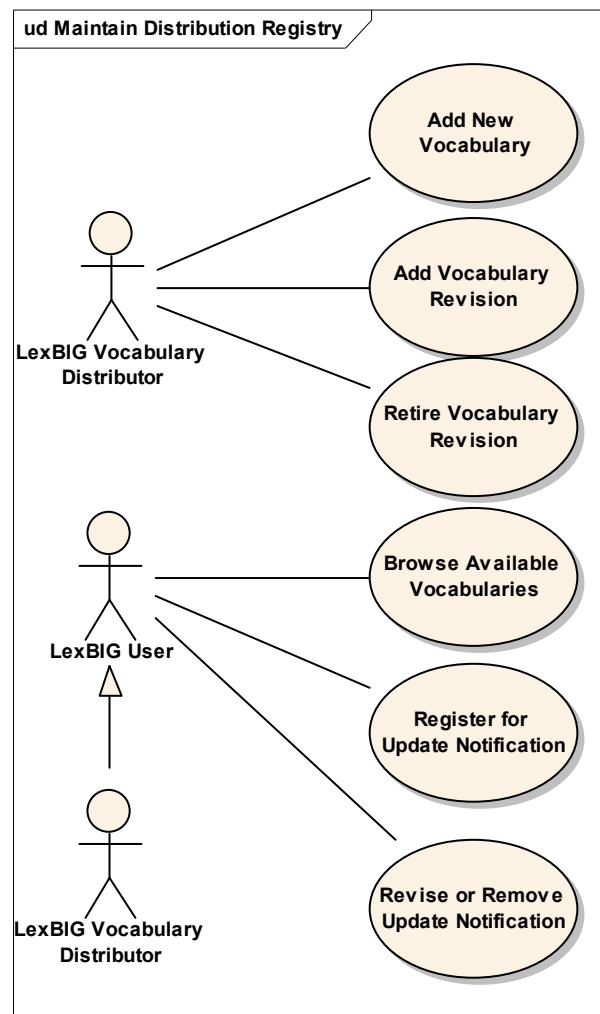 ud Maintain Distribution Registry
Add New
Vocabulary
Add Vocabulary
Revision
LexBIG Vocabulary
Distributor
Retire Vocabulary
Revision
Browse Available
Vocabularies
LexBIG User
Register for
Update Notification
Revise or Remove
Update Notification
LexBIG Vocabulary
Distributor